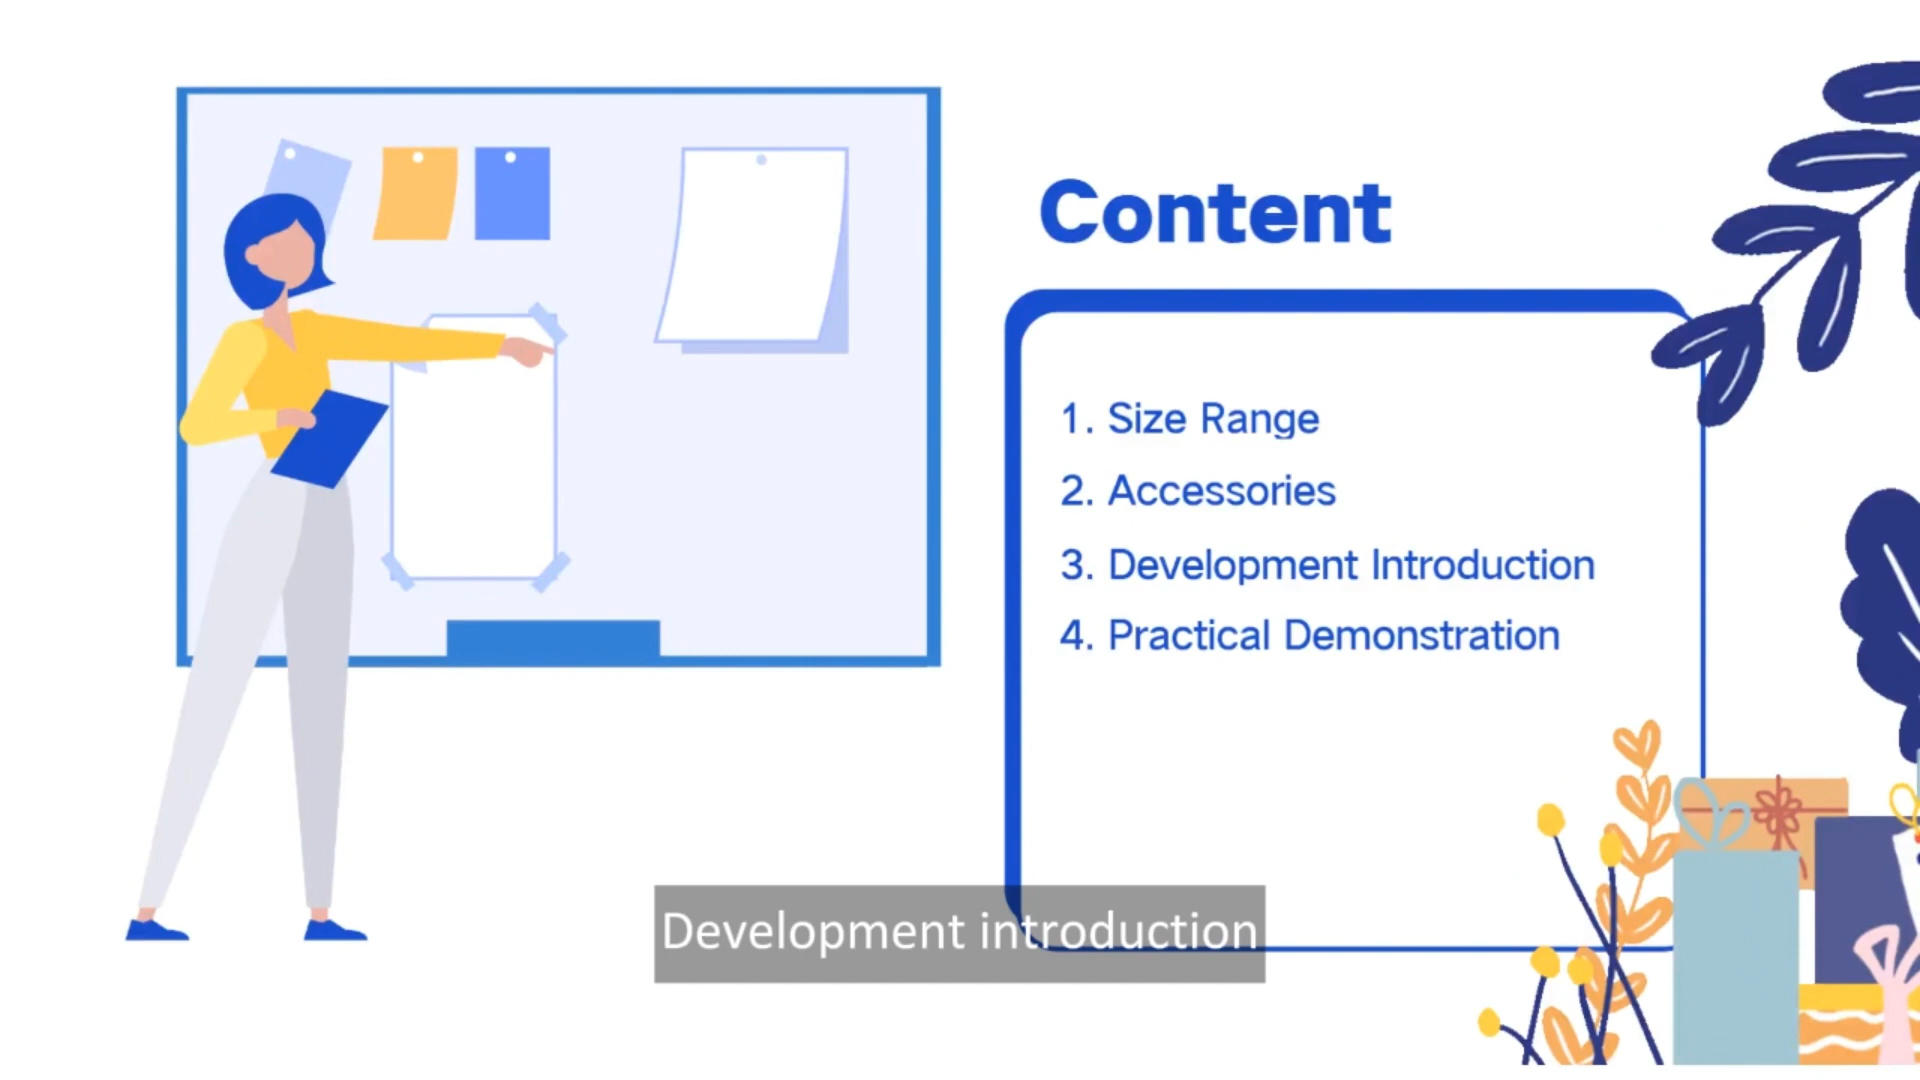 Content
1. Size Range
2. Accessories
3. Development Introduction
4. Practical Demonstration
Development introduction